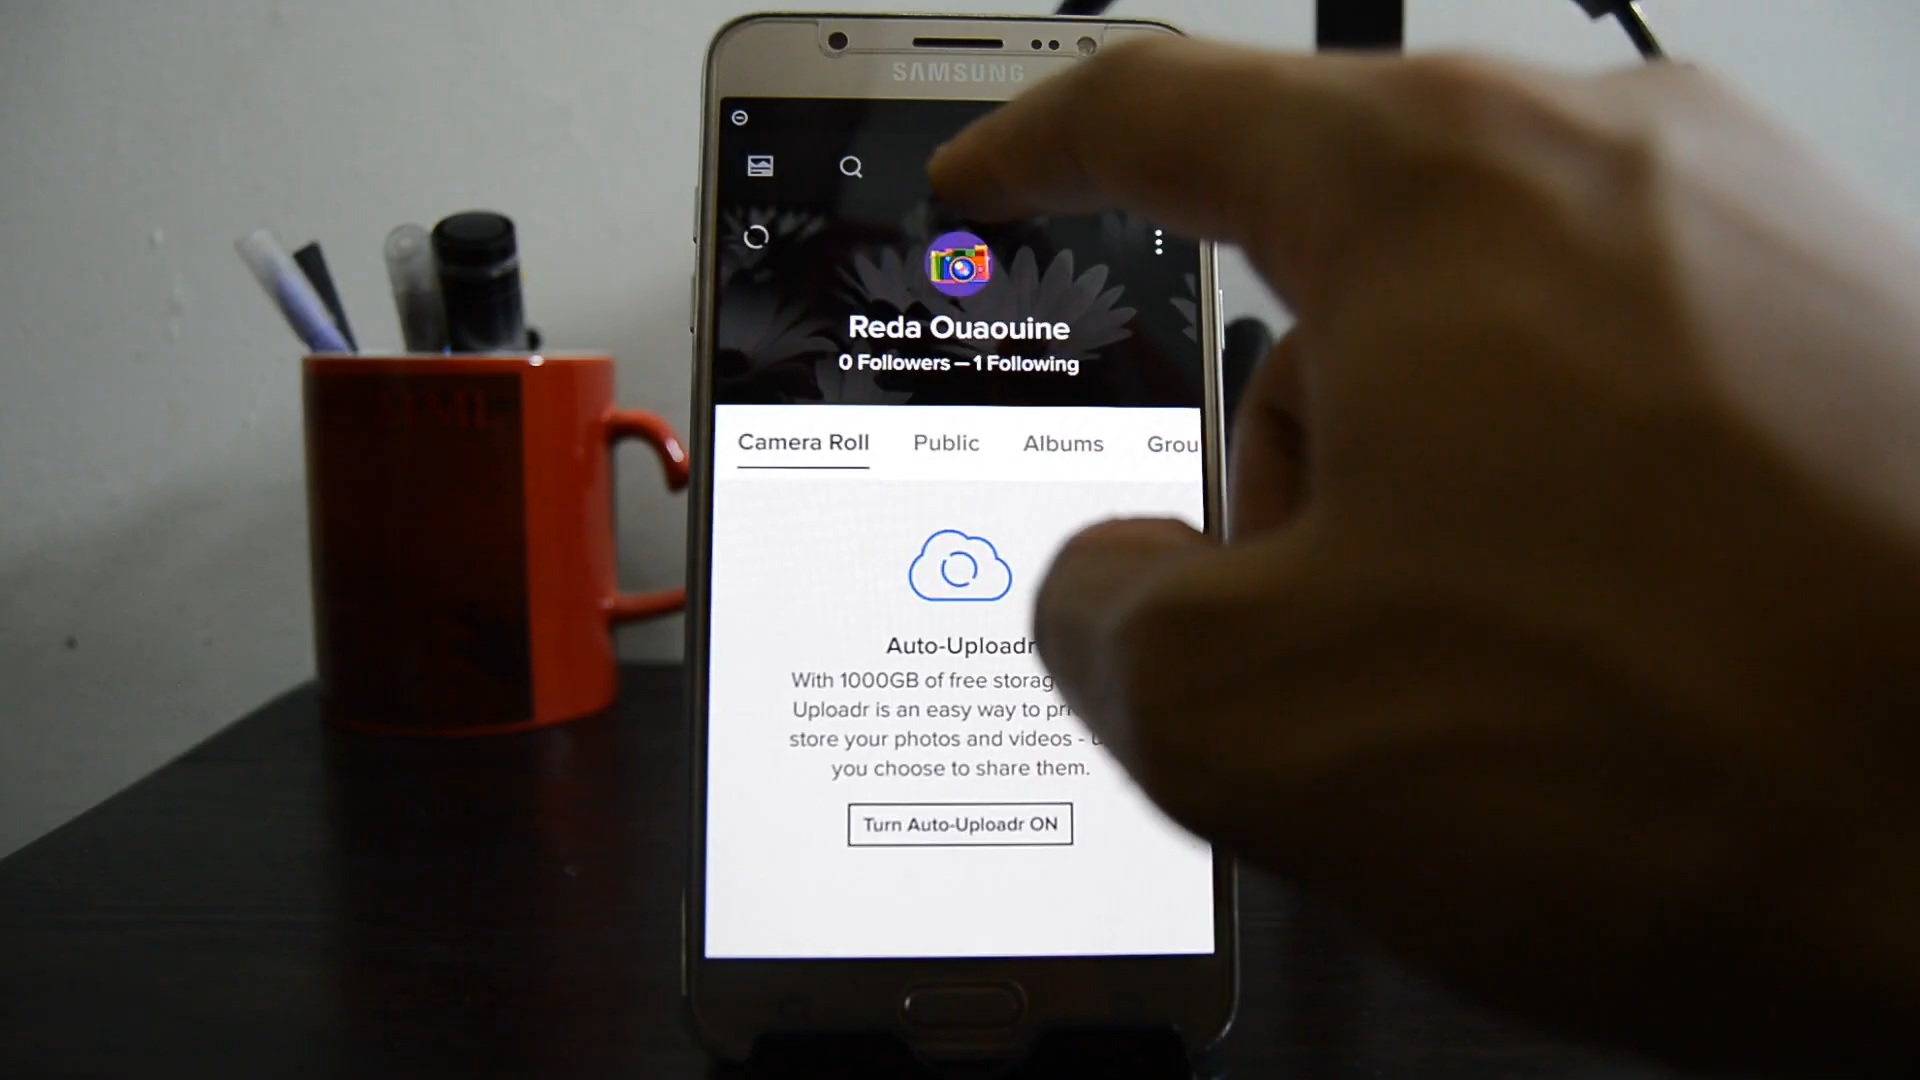 SAMSUNG
Reda Ouaouine
0 Followers — 1 Following
Camera Roll Public Albums Grou
Auto-Uploadr
With 1000GB of free storag
Uploadr is an easy way to pri
store your photos and videos -
you choose to share them.
Turn Auto-Uploadr ON